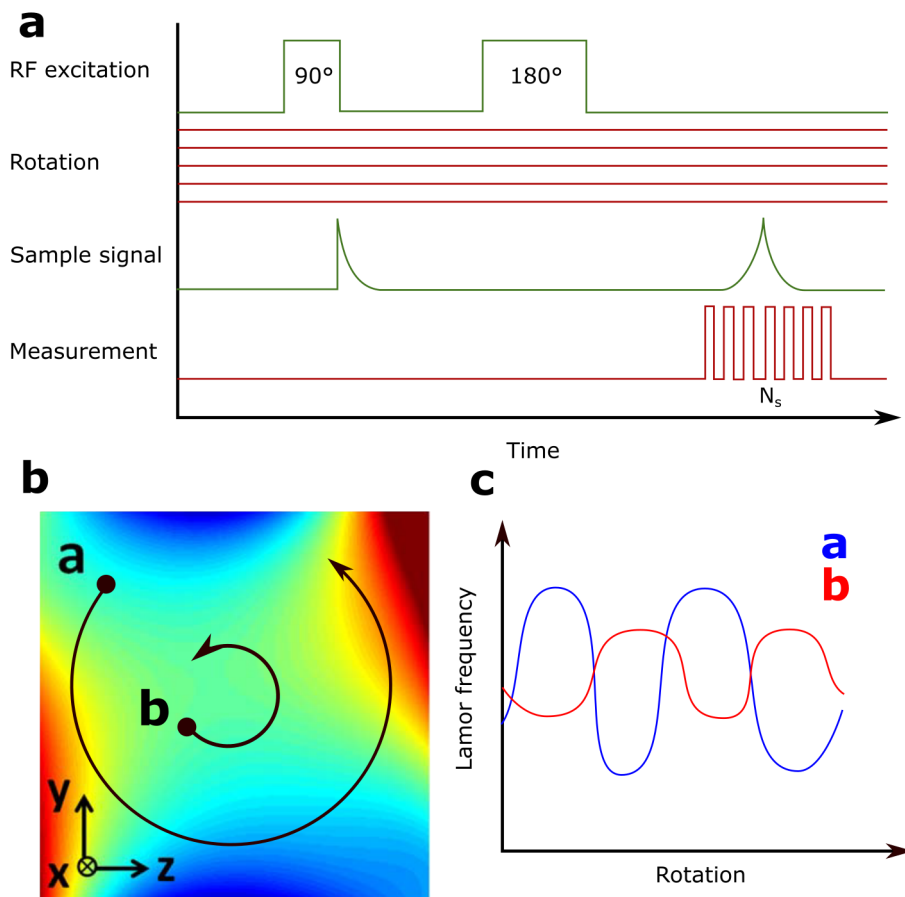 a
RF excitation
90°
180°
Rotation
Sample signal
Measurement
Ns
Time
b
a
b
y
x
z
c
a
b
Lamor frequency
Rotation